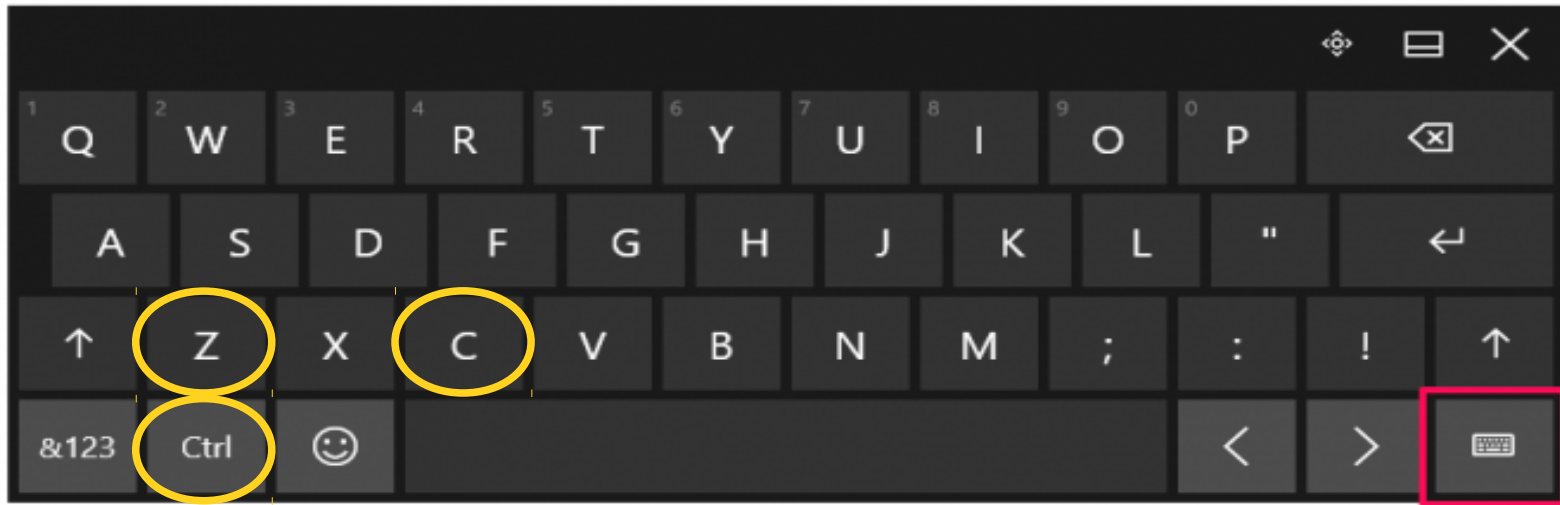 1 Q 2 W 3 E 4 R 5 T 6 Y 7 U 8 I 9 O 0 P
A S D F G H J K L "
Z X C V B N M ; : !
&123 Ctrl < >